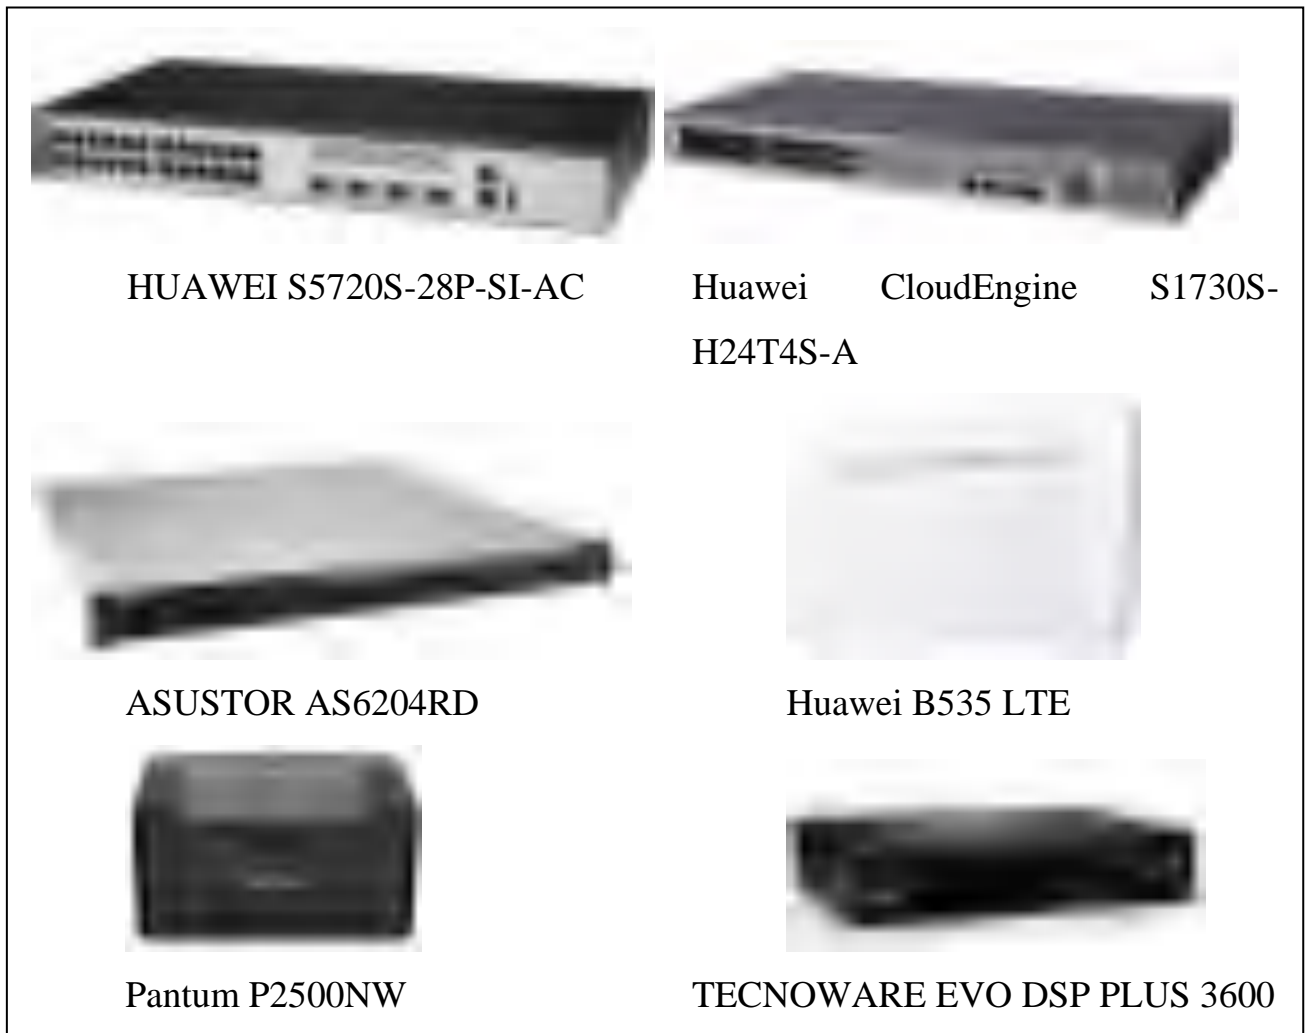 HUAWEI S5720S-28P-SI-AC
Huawei CloudEngine S1730S-
H24T4S-A
ASUSTOR AS6204RD
Huawei B535 LTE
Pantum P2500NW
TECNOWARE EVO DSP PLUS 3600